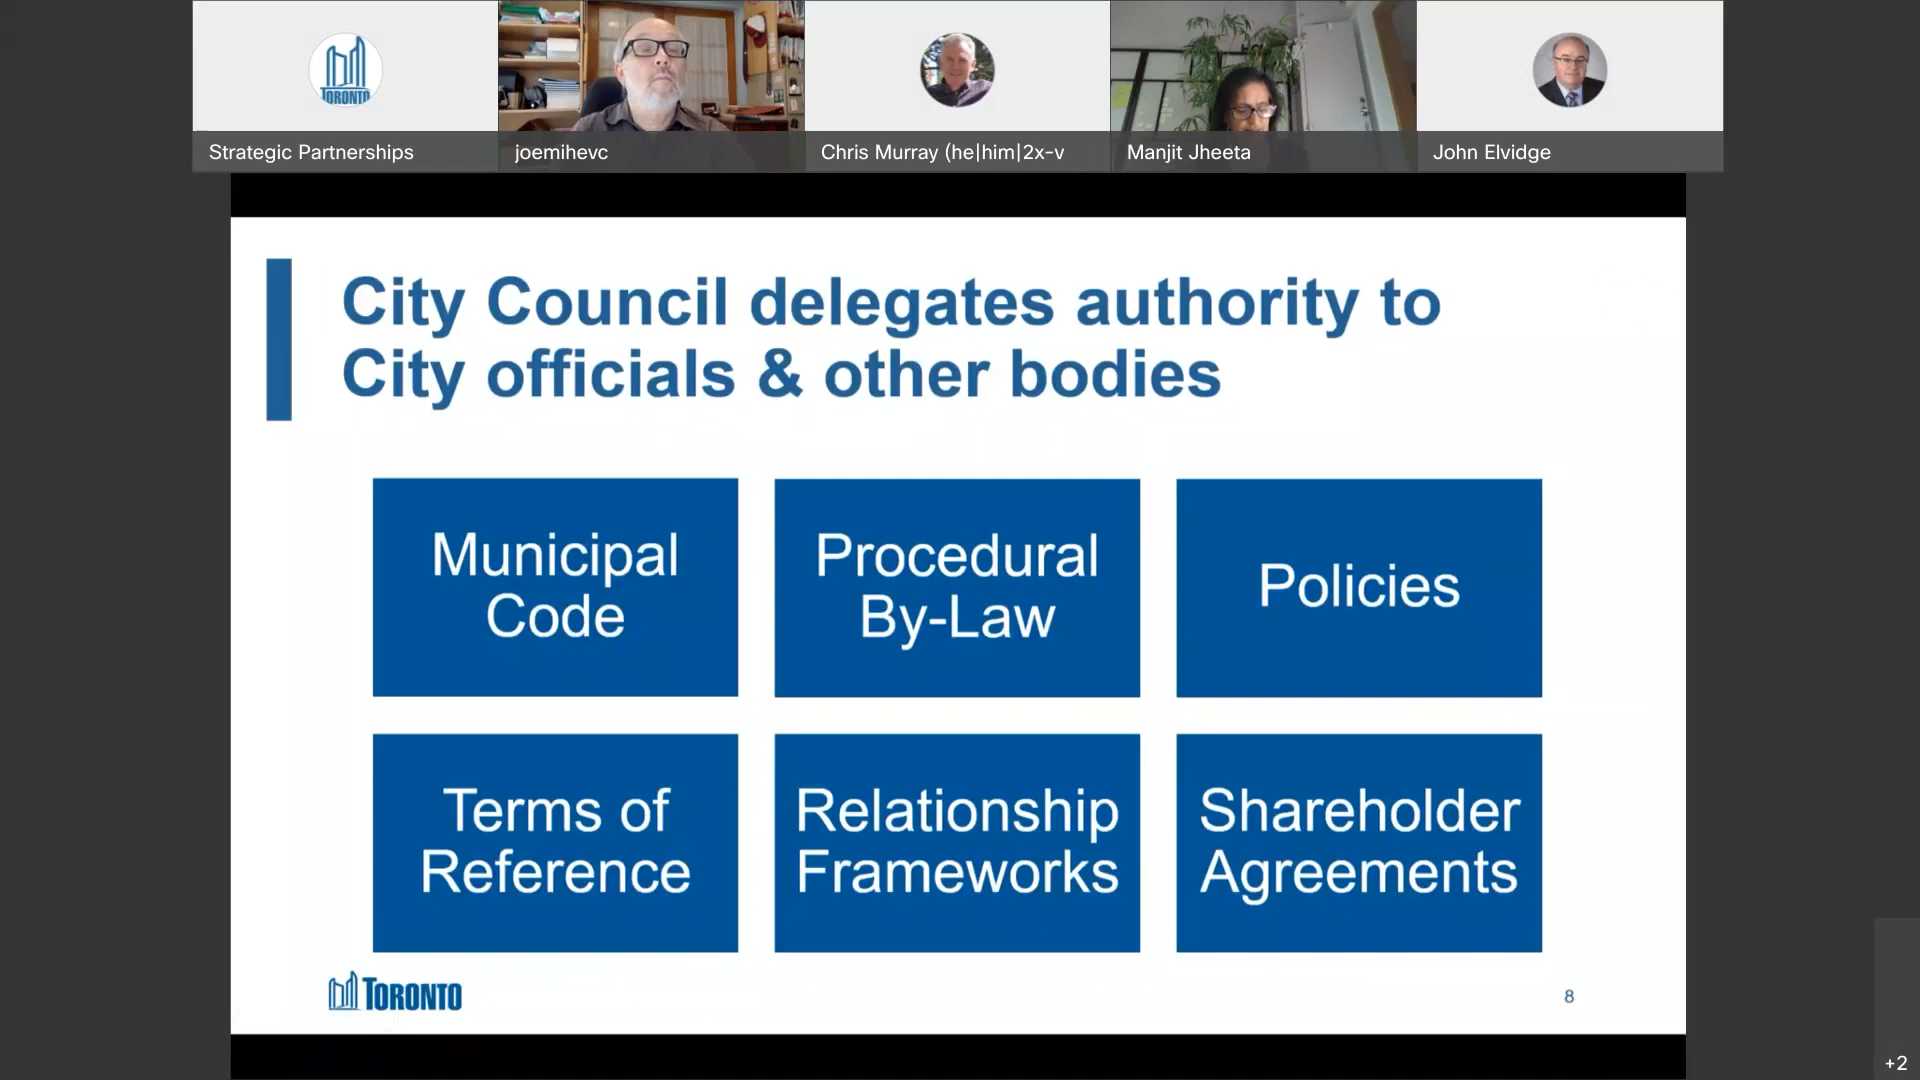 TORONTO
Strategic Partnerships
joemihevc
Chris Murray (he|him|2x-v
Manjit Jheeta
John Elvidge
City Council delegates authority to
City officials & other bodies
Municipal
Code
Procedural
By-Law
Policies
Terms of
Reference
Relationship
Frameworks
Shareholder
Agreements
TORONTO
8
+2